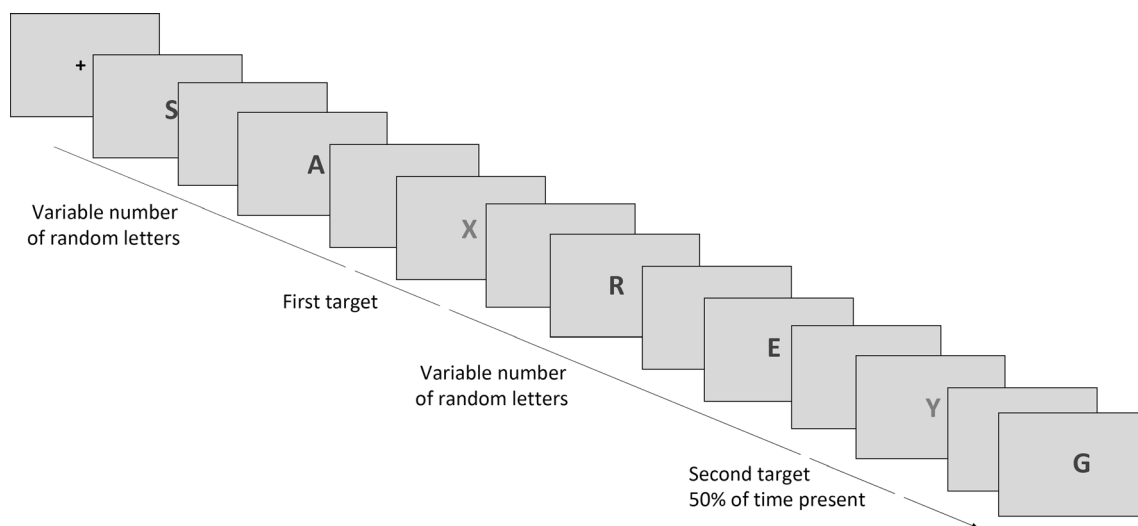 +
S
A
X
R
E
Y
G
Variable number
of random letters
First target
Variable number
of random letters
Second target
50% of time present